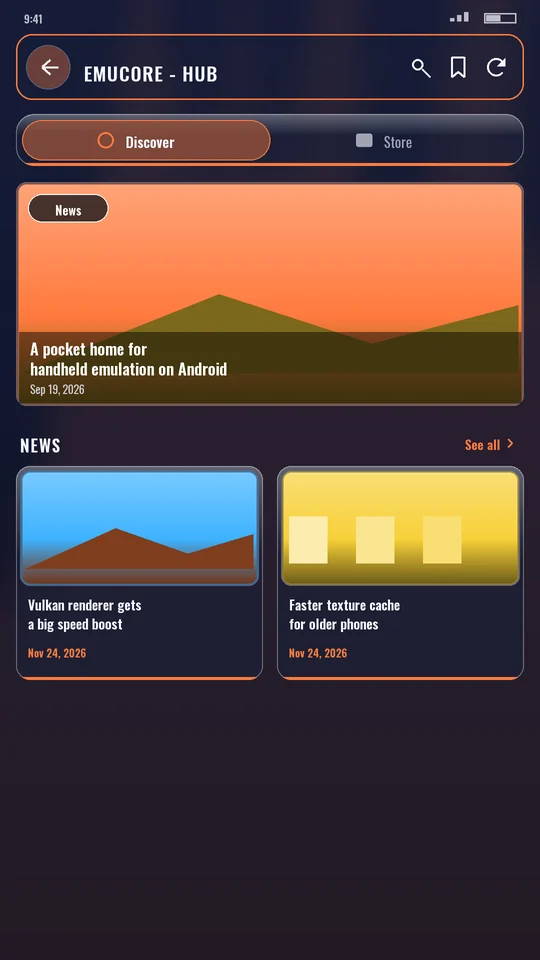 9:41
EMUCORE - HUB
Discover
Store
News
A pocket home for
handheld emulation on Android
Sep 19, 2026
NEWS
See all
Vulkan renderer gets
a big speed boost
Nov 24, 2026
Faster texture cache
for older phones
Nov 24, 2026